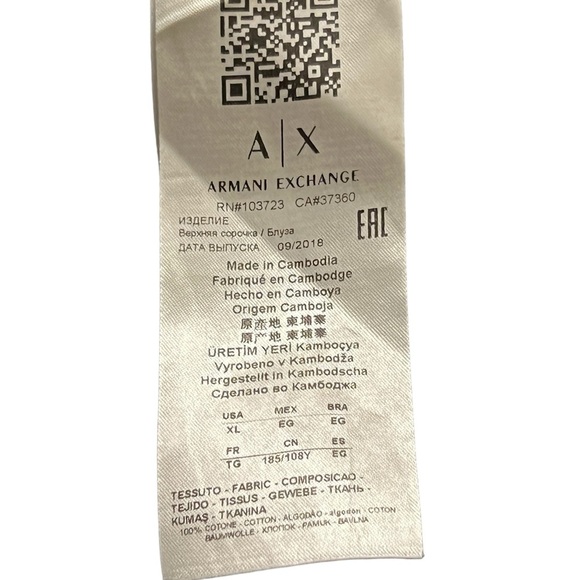 A|X
ARMANI EXCHANGE
RN#103723 CA#37360
ИЗДЕЛИЕ
Верхняя сорочка / Блуза
ДАТА ВЫПУСКА 09/2018
EAC
Made in Cambodia
Fabriqué en Cambodge
Hecho en Camboya
Origem Camboja
原産地 柬埔寨
原产地 柬埔寨
ÜRETİM YERİ Kamboçya
Vyrobeno v Kambodža
Hergestellt in Kambodscha
Сделано во Камбоджа
USA MEX BRA
XL EG EG
FR CN ES
TG 185/108Y EG
TESSUTO - FABRIC - COMPOSICAO -
TEJIDO - TISSUS - GEWEBE - ТКАНЬ -
KUMAŞ - TKANINA
100% COTONE - COTTON - ALGODÃO - algodón - COTON
BAUMWOLLE - ХЛОПОК - PAMUK - BAVLNA